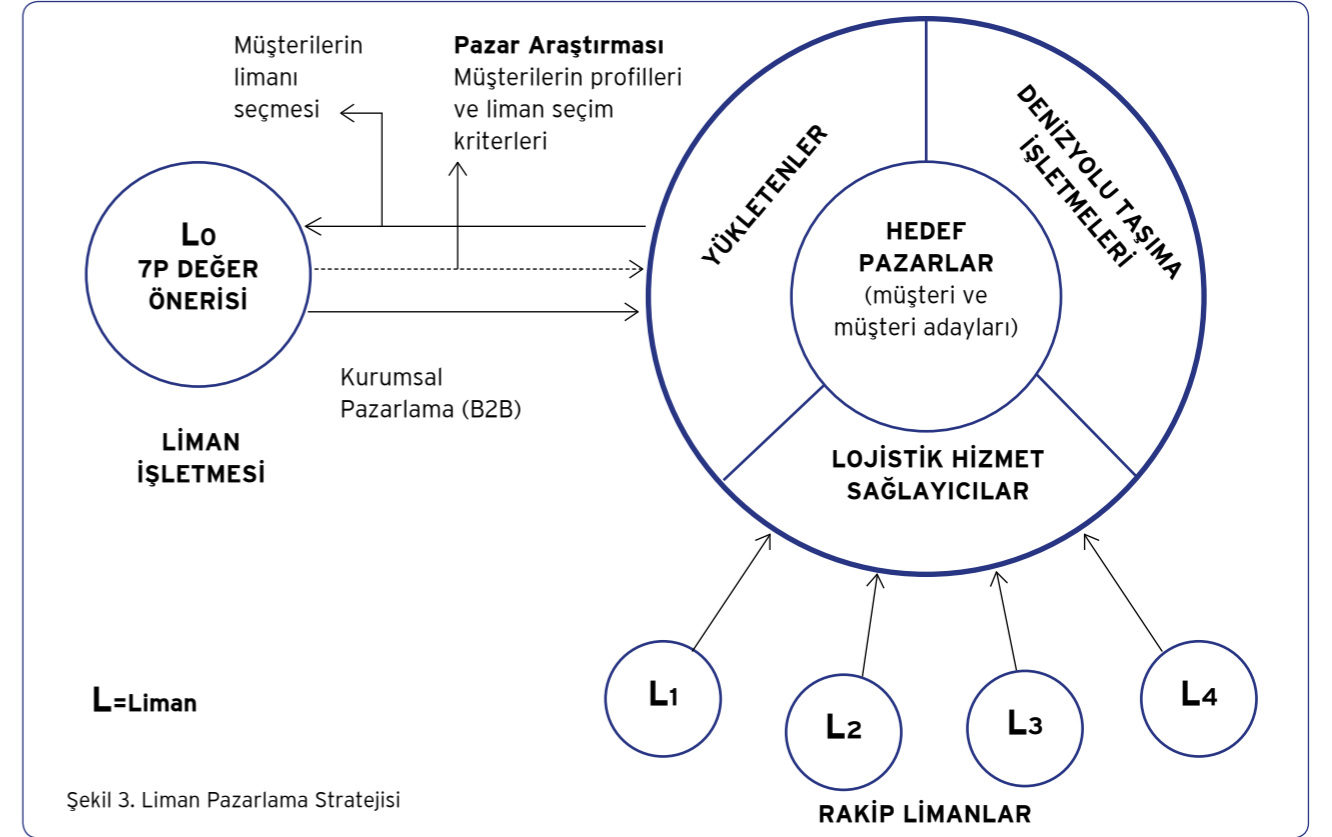 Müşterilerin
limanı
seçmesi
Pazar Araştırması
Müşterilerin profilleri
ve liman seçim
kriterleri
L0
7P DEĞER
ÖNERİSİ
Kurumsal
Pazarlama (B2B)
LİMAN
İŞLETMESİ
YÜKLETENLER
DENİZYOLU TAŞIMA
İŞLETMELERİ
HEDEF
PAZARLAR
(müşteri ve
müşteri adayları)
LOJİSTİK HİZMET
SAĞLAYICILAR
L1
L2
L3
L4
L=Liman
Şekil 3. Liman Pazarlama Stratejisi
RAKİP LİMANLAR